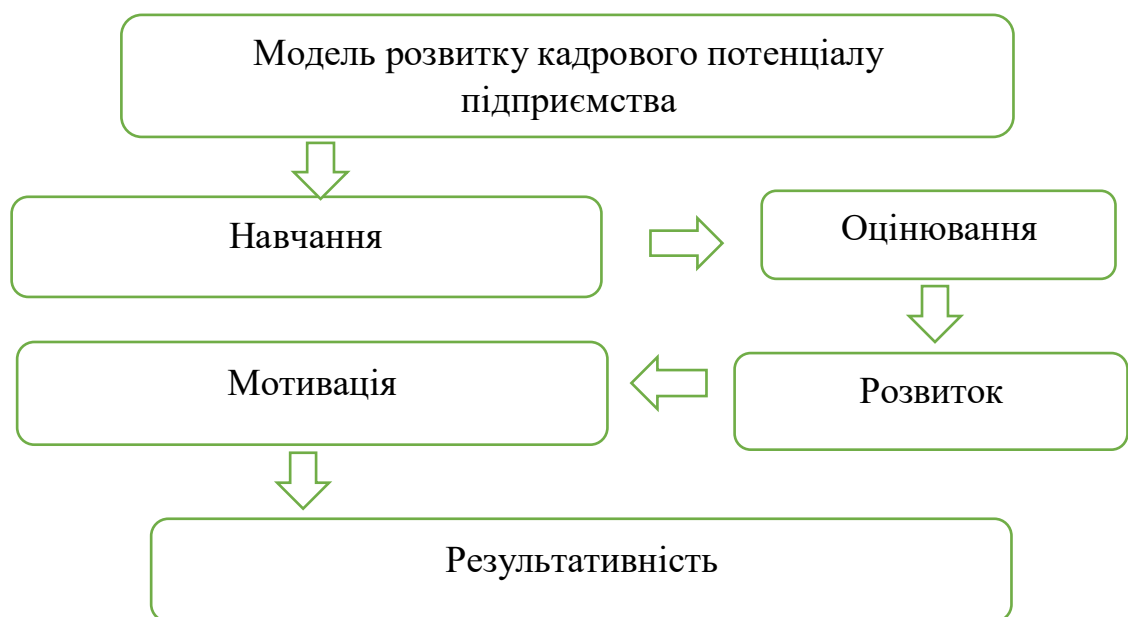 Модель розвитку кадрового потенціалу
підприємства
Навчання
Оцінювання
Розвиток
Мотивація
Результативність